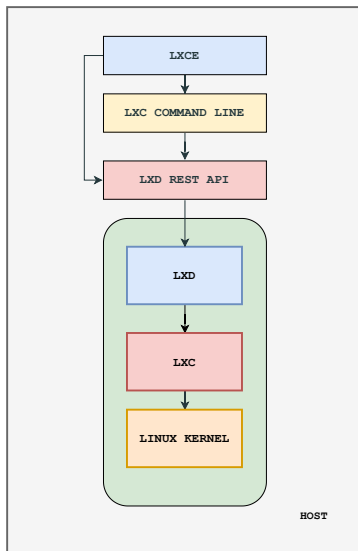 LXCE
LXC COMMAND LINE
LXD REST API
LXD
LXC
LINUX KERNEL
HOST